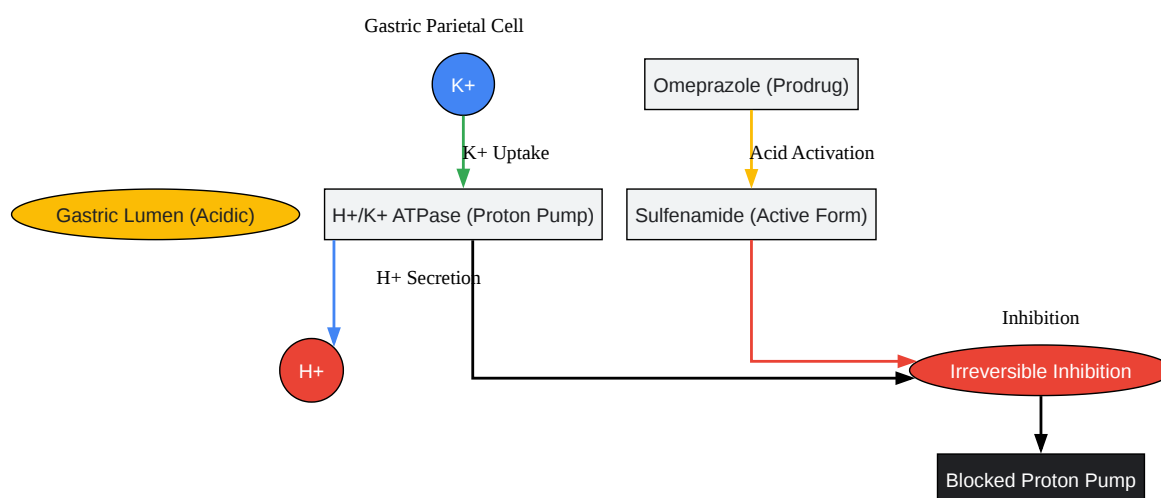 Gastric Parietal Cell
K+
Omeprazole (Prodrug)
K+ Uptake
Acid Activation
Gastric Lumen (Acidic)
H+/K+ ATPase (Proton Pump)
Sulfenamide (Active Form)
H+ Secretion
Inhibition
H+
Irreversible Inhibition
Blocked Proton Pump